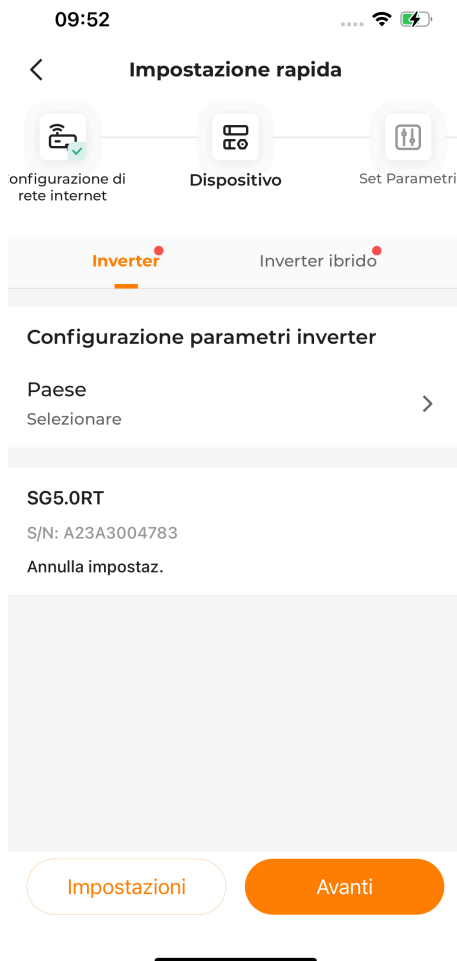 09:52
Impostazione rapida
onfigurazione di
rete internet
Dispositivo
Set Parametri
Inverter
Inverter ibrido
Configurazione parametri inverter
Paese
Selezionare
SG5.0RT
S/N: A23A3004783
Annulla impostaz.
Impostazioni
Avanti